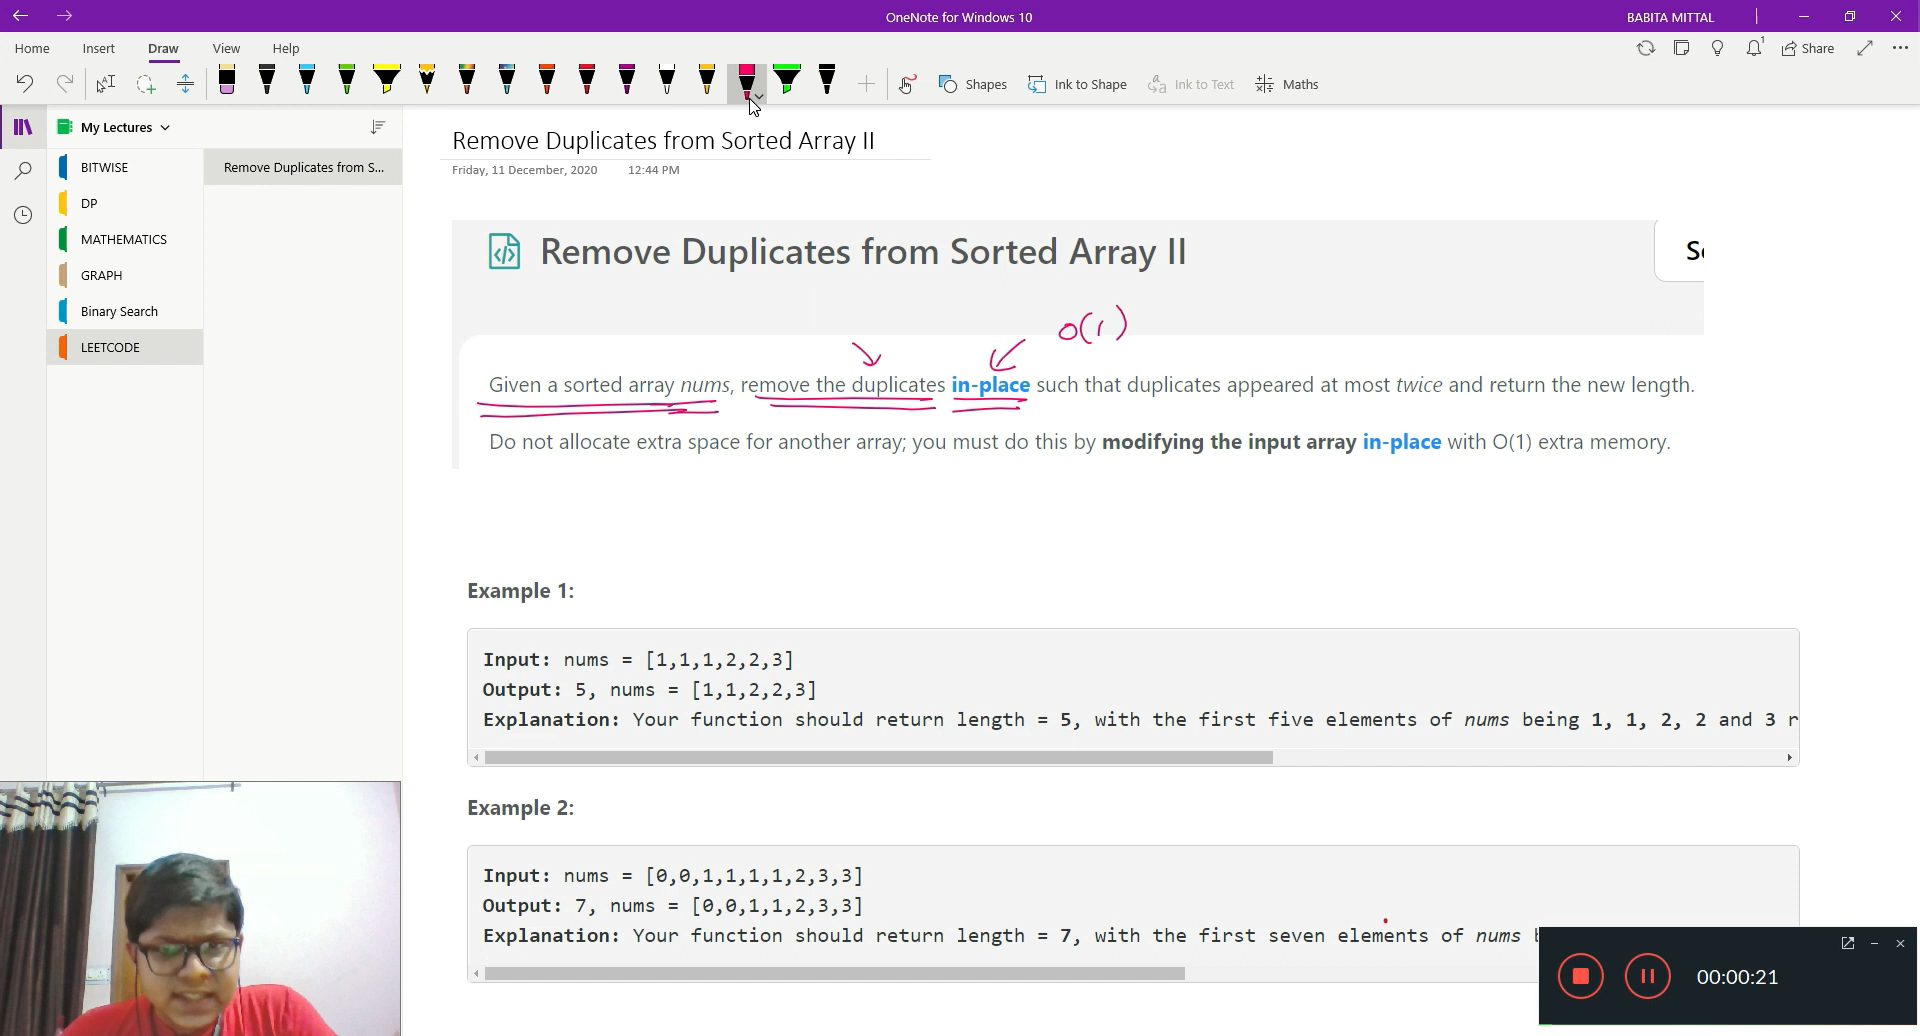 OneNote for Windows 10
BABITA MITTAL
Home Insert Draw View Help
1
Share
Shapes Ink to Shape Ink to Text Maths
My Lectures
BITWISE
DP
MATHEMATICS
GRAPH
Binary Search
LEETCODE
Remove Duplicates from S...
Remove Duplicates from Sorted Array II
Friday, 11 December, 2020 12:44 PM
Remove Duplicates from Sorted Array II
O(1)
Given a sorted array nums, remove the duplicates in-place such that duplicates appeared at most twice and return the new length.
Do not allocate extra space for another array; you must do this by modifying the input array in-place with O(1) extra memory.
Example 1:
Input: nums = [1,1,1,2,2,3]
Output: 5, nums = [1,1,2,2,3]
Explanation: Your function should return length = 5, with the first five elements of nums being 1, 1, 2, 2 and 3 r
Example 2:
Input: nums = [0,0,1,1,1,1,2,3,3]
Output: 7, nums = [0,0,1,1,2,3,3]
Explanation: Your function should return length = 7, with the first seven elements of nums
00:00:21